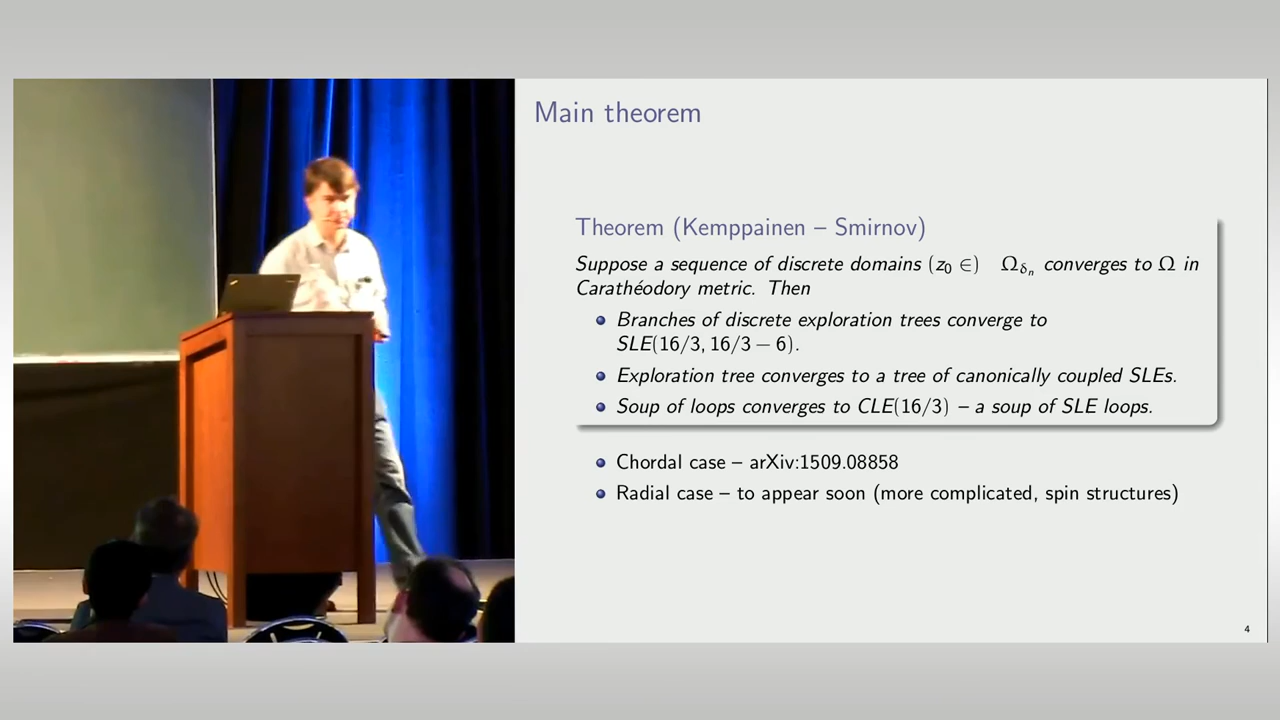 Main theorem
Theorem (Kemppainen – Smirnov)
Suppose a sequence of discrete domains (z₀ ∈) Ω_δₙ converges to Ω in
Carathéodory metric. Then
Branches of discrete exploration trees converge to
SLE(16/3, 16/3 − 6).
Exploration tree converges to a tree of canonically coupled SLEs.
Soup of loops converges to CLE(16/3) – a soup of SLE loops.
Chordal case – arXiv:1509.08858
Radial case – to appear soon (more complicated, spin structures)
4